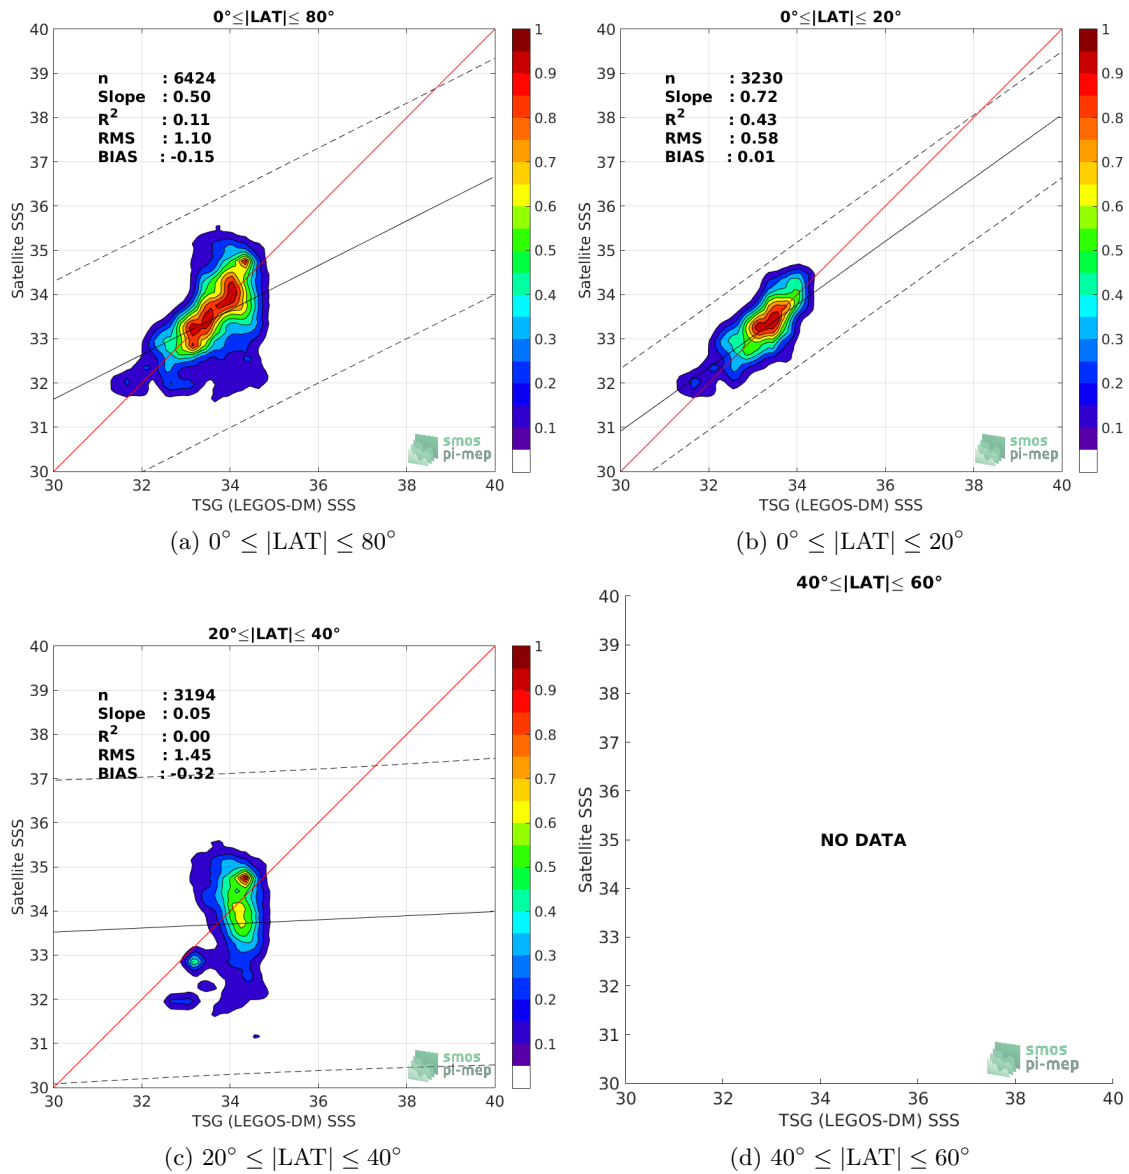 0°≤|LAT|≤ 80°
40
39
38
37
36
35
34
33
32
31
30
Satellite SSS
n : 6424
Slope : 0.50
R2 : 0.11
RMS : 1.10
BIAS : -0.15
1
0.9
0.8
0.7
0.6
0.5
0.4
0.3
0.2
0.1
smos
pi-mep
30 32 34 36 38 40
TSG (LEGOS-DM) SSS
(a) 0° ≤ |LAT| ≤ 80°
0°≤|LAT|≤ 20°
40
39
38
37
36
35
34
33
32
31
30
Satellite SSS
n : 3230
Slope : 0.72
R2 : 0.43
RMS : 0.58
BIAS : 0.01
1
0.9
0.8
0.7
0.6
0.5
0.4
0.3
0.2
0.1
smos
pi-mep
30 32 34 36 38 40
TSG (LEGOS-DM) SSS
(b) 0° ≤ |LAT| ≤ 20°
20°≤|LAT|≤ 40°
40
39
38
37
36
35
34
33
32
31
30
Satellite SSS
n : 3194
Slope : 0.05
R2 : 0.00
RMS : 1.45
BIAS : -0.32
1
0.9
0.8
0.7
0.6
0.5
0.4
0.3
0.2
0.1
smos
pi-mep
30 32 34 36 38 40
TSG (LEGOS-DM) SSS
(c) 20° ≤ |LAT| ≤ 40°
40°≤|LAT|≤ 60°
40
39
38
37
36
35
34
33
32
31
30
Satellite SSS
NO DATA
smos
pi-mep
30 32 34 36 38 40
TSG (LEGOS-DM) SSS
(d) 40° ≤ |LAT| ≤ 60°